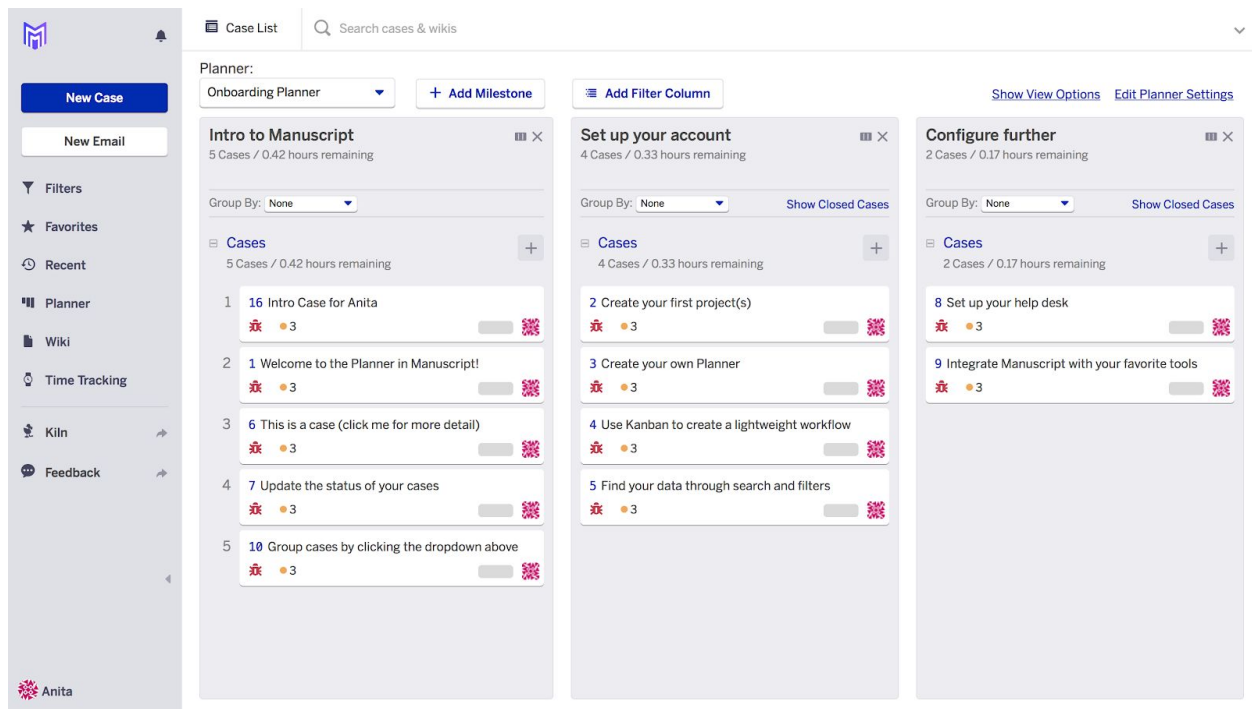 Case List
Search cases & wikis
New Case
New Email
Filters
Favorites
Recent
Planner
Wiki
Time Tracking
Kiln
Feedback
Anita
Planner:
Onboarding Planner
+ Add Milestone
Add Filter Column
Show View Options
Edit Planner Settings
Intro to Manuscript
5 Cases / 0.42 hours remaining
Group By: None
Cases
5 Cases / 0.42 hours remaining
1
16 Intro Case for Anita
3
2
1 Welcome to the Planner in Manuscript!
3
3
6 This is a case (click me for more detail)
3
4
7 Update the status of your cases
3
5
10 Group cases by clicking the dropdown above
3
Set up your account
4 Cases / 0.33 hours remaining
Group By: None
Show Closed Cases
Cases
4 Cases / 0.33 hours remaining
2 Create your first project(s)
3
3 Create your own Planner
3
4 Use Kanban to create a lightweight workflow
3
5 Find your data through search and filters
3
Configure further
2 Cases / 0.17 hours remaining
Group By: None
Show Closed Cases
Cases
2 Cases / 0.17 hours remaining
8 Set up your help desk
3
9 Integrate Manuscript with your favorite tools
3